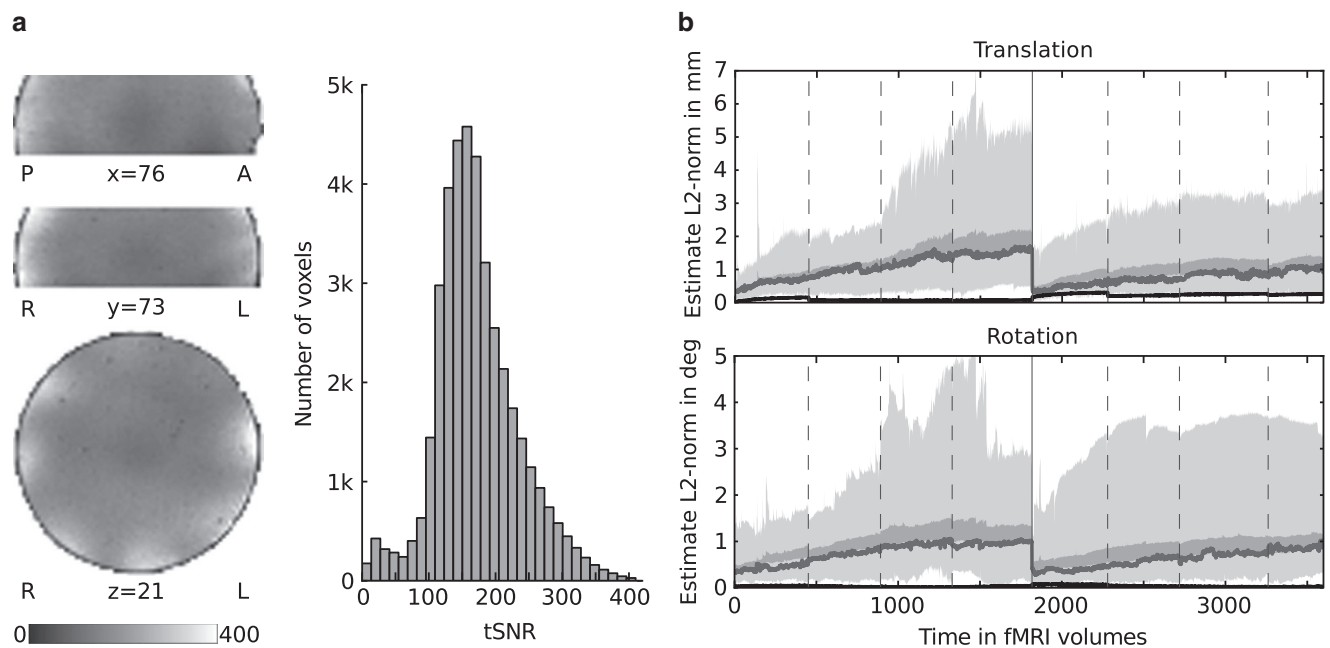 a
P x=76 A
R y=73 L
R z=21 L
0 400
Number of voxels
5k
4k
3k
2k
1k
0
0 100 200 300 400
tSNR
b
Translation
Estimate L2-norm in mm
7
6
5
4
3
2
1
0
Rotation
Estimate L2-norm in deg
5
4
3
2
1
0
0 1000 2000 3000
Time in fMRI volumes